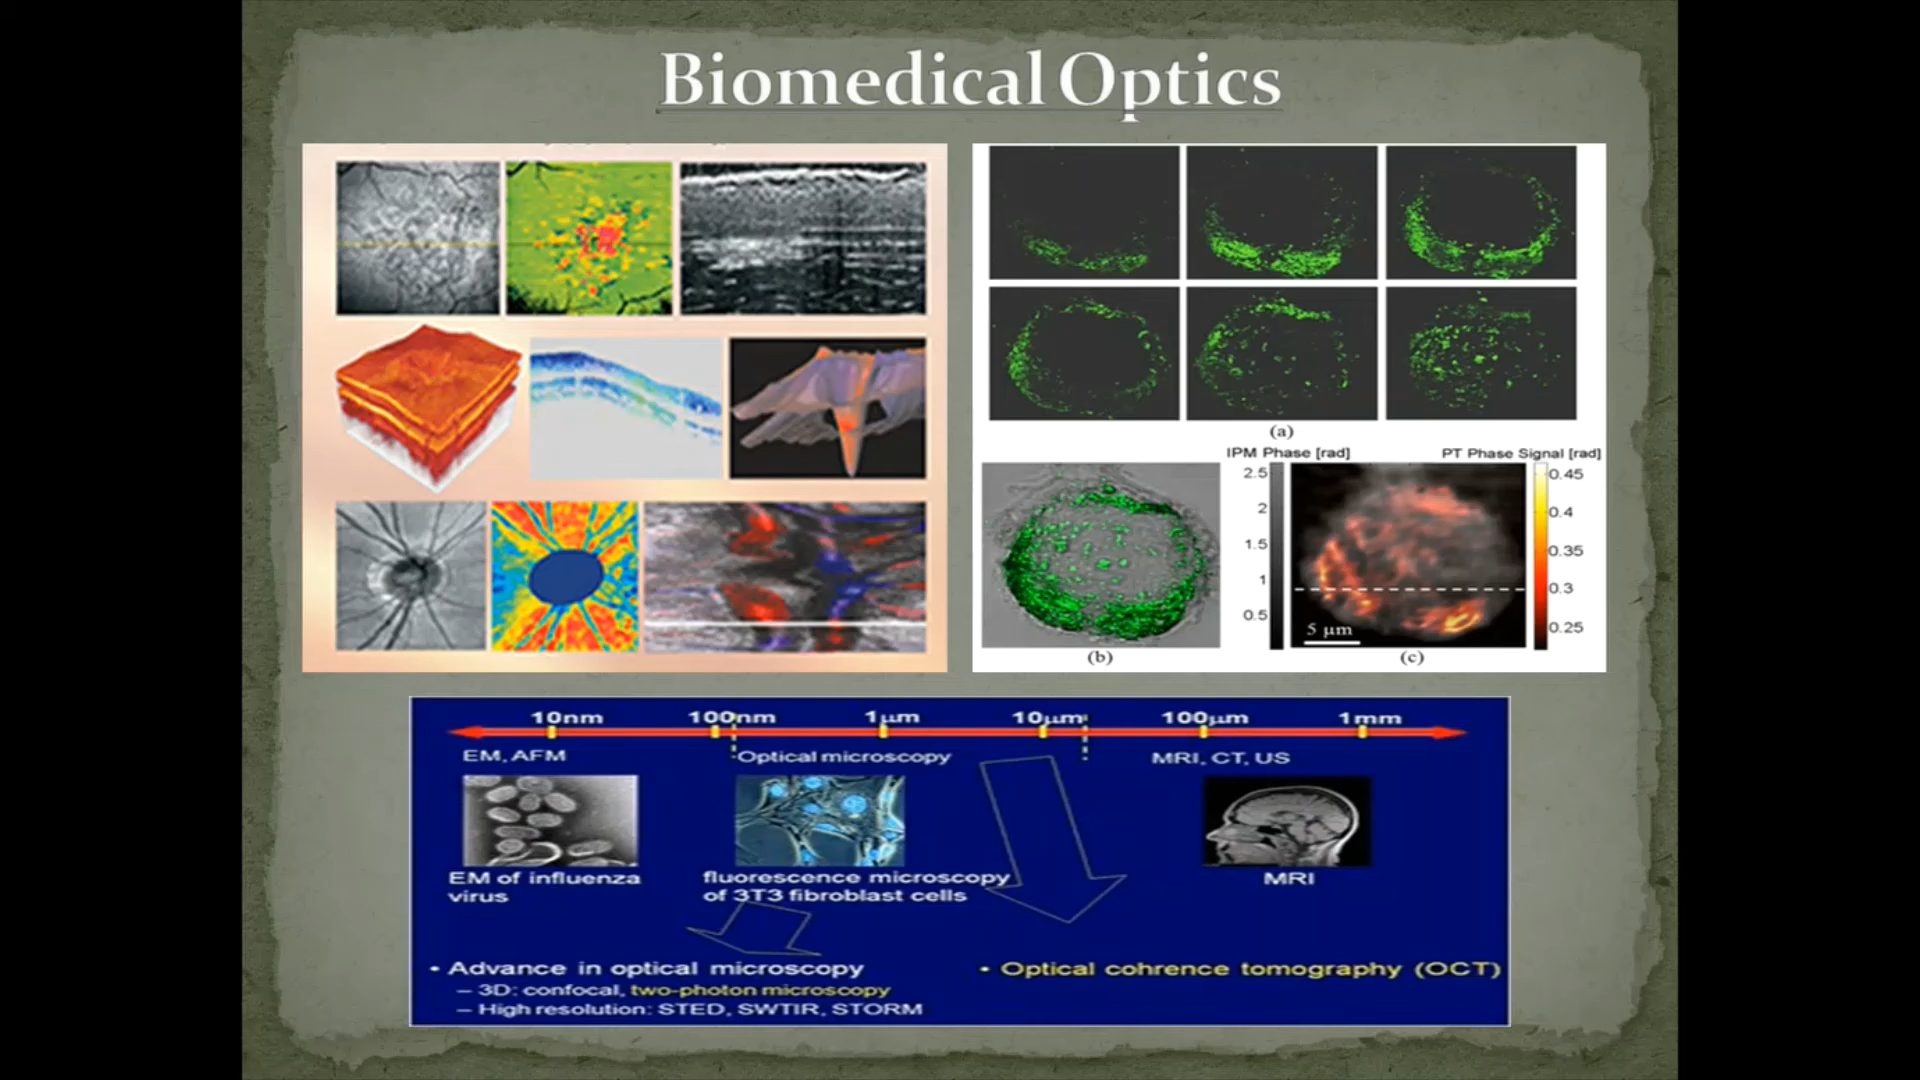 Biomedical Optics
(a)
IPM Phase [rad]
PT Phase Signal [rad]
2.5
2
1.5
1
0.5
0.45
0.4
0.35
0.3
0.25
5 µm
(b)
(c)
10nm 100nm 1µm 10µm 100µm 1mm
EM, AFM
Optical microscopy
MRI, CT, US
EM of influenza
virus
fluorescence microscopy
of 3T3 fibroblast cells
MRI
• Advance in optical microscopy
– 3D: confocal, two-photon microscopy
– High resolution: STED, SWTIR, STORM
• Optical cohrence tomography (OCT)